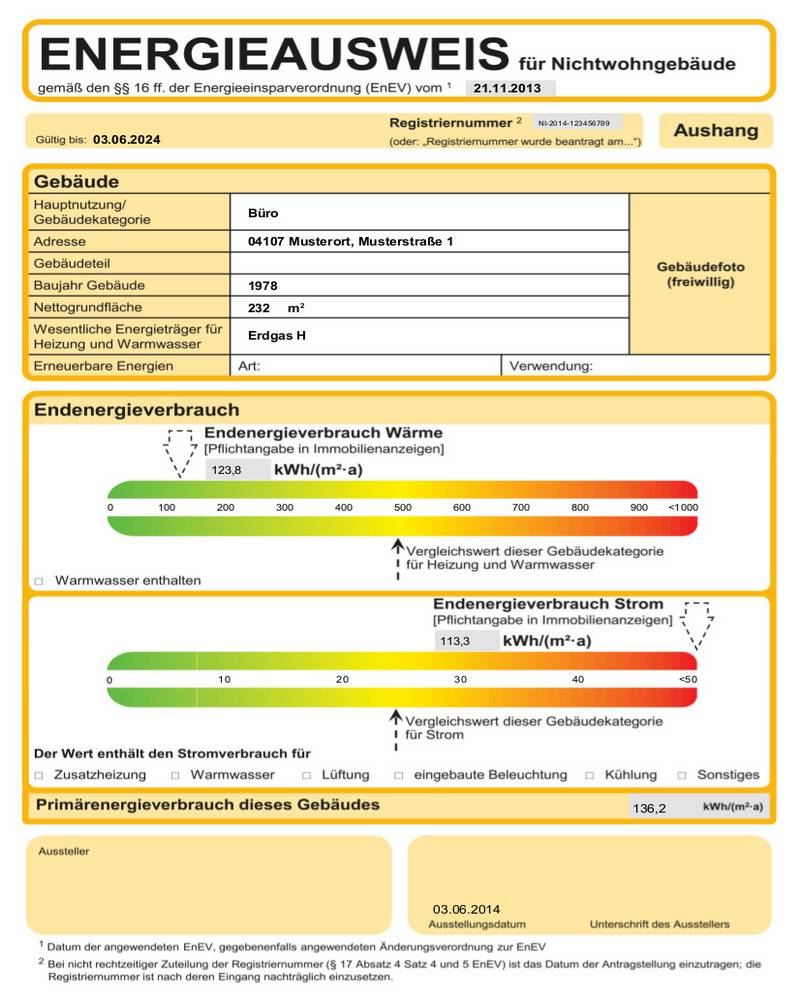 ENERGIEAUSWEIS für Nichtwohngebäude
gemäß den §§ 16 ff. der Energieeinsparverordnung (EnEV) vom ¹ 21.11.2013
Gültig bis: 03.06.2024
Registriernummer ² NI-2014-123456789
(oder: „Registriernummer wurde beantragt am...")
Aushang
Gebäude
Hauptnutzung/
Gebäudekategorie
Büro
Adresse 04107 Musterort, Musterstraße 1
Gebäudeteil
Baujahr Gebäude 1978
Nettogrundfläche 232 m²
Wesentliche Energieträger für
Heizung und Warmwasser
Erdgas H
Erneuerbare Energien Art: Verwendung:
Gebäudefoto
(freiwillig)
Endenergieverbrauch
Endenergieverbrauch Wärme
[Pflichtangabe in Immobilienanzeigen]
123,8 kWh/(m²·a)
0 100 200 300 400 500 600 700 800 900 <1000
Vergleichswert dieser Gebäudekategorie
für Heizung und Warmwasser
□ Warmwasser enthalten
Endenergieverbrauch Strom
[Pflichtangabe in Immobilienanzeigen]
113,3 kWh/(m²·a)
0 10 20 30 40 <50
Vergleichswert dieser Gebäudekategorie
für Strom
Der Wert enthält den Stromverbrauch für
□ Zusatzheizung □ Warmwasser □ Lüftung □ eingebaute Beleuchtung □ Kühlung □ Sonstiges
Primärenergieverbrauch dieses Gebäudes 136,2 kWh/(m²·a)
Aussteller
03.06.2014
Ausstellungsdatum Unterschrift des Ausstellers
¹ Datum der angewendeten EnEV, gegebenenfalls angewendeten Änderungsverordnung zur EnEV
² Bei nicht rechtzeitiger Zuteilung der Registriernummer (§ 17 Absatz 4 Satz 4 und 5 EnEV) ist das Datum der Antragstellung einzutragen; die
Registriernummer ist nach deren Eingang nachträglich einzusetzen.